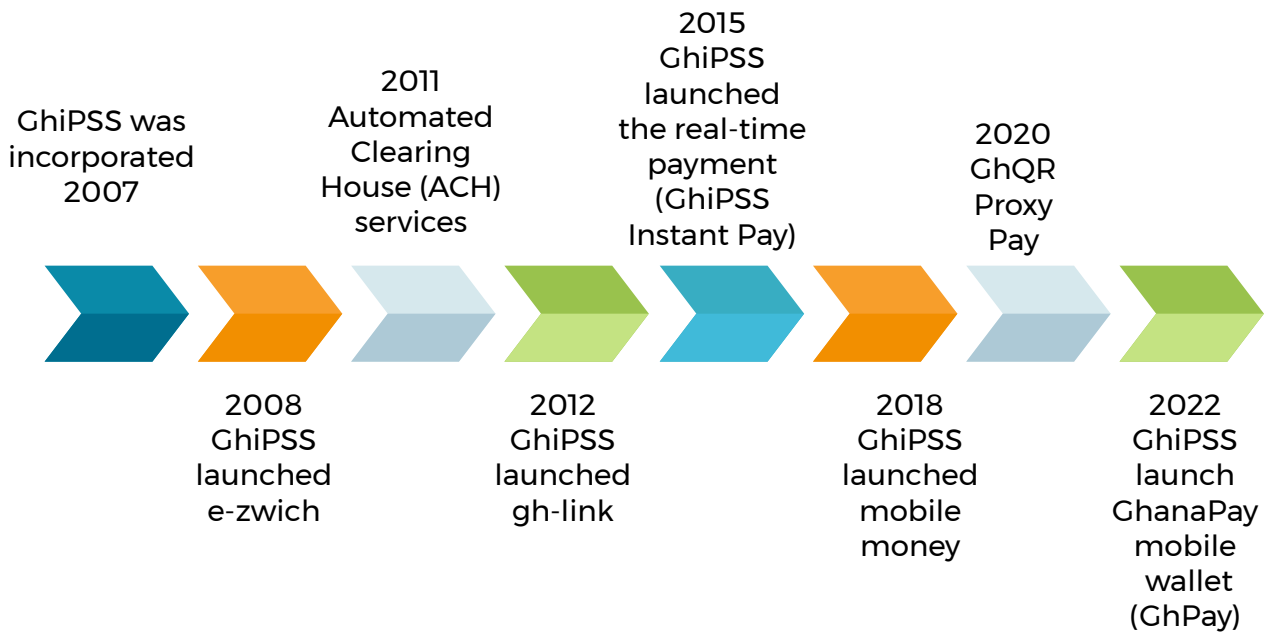 GhiPSS was
incorporated
2007
2008
GhiPSS
launched
e-zwich
2011
Automated
Clearing
House (ACH)
services
2012
GhiPSS
launched
gh-link
2015
GhiPSS
launched
the real-time
payment
(GhiPSS
Instant Pay)
2018
GhiPSS
launched
mobile
money
2020
GhQR
Proxy
Pay
2022
GhiPSS
launch
GhanaPay
mobile
wallet
(GhPay)